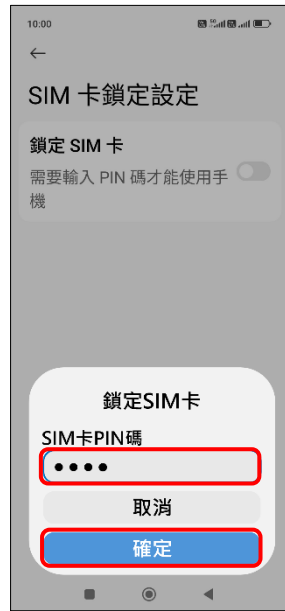 10:00
SIM 卡鎖定設定
鎖定 SIM 卡
需要輸入 PIN 碼才能使用手
機
鎖定SIM卡
SIM卡PIN碼
••••
取消
確定